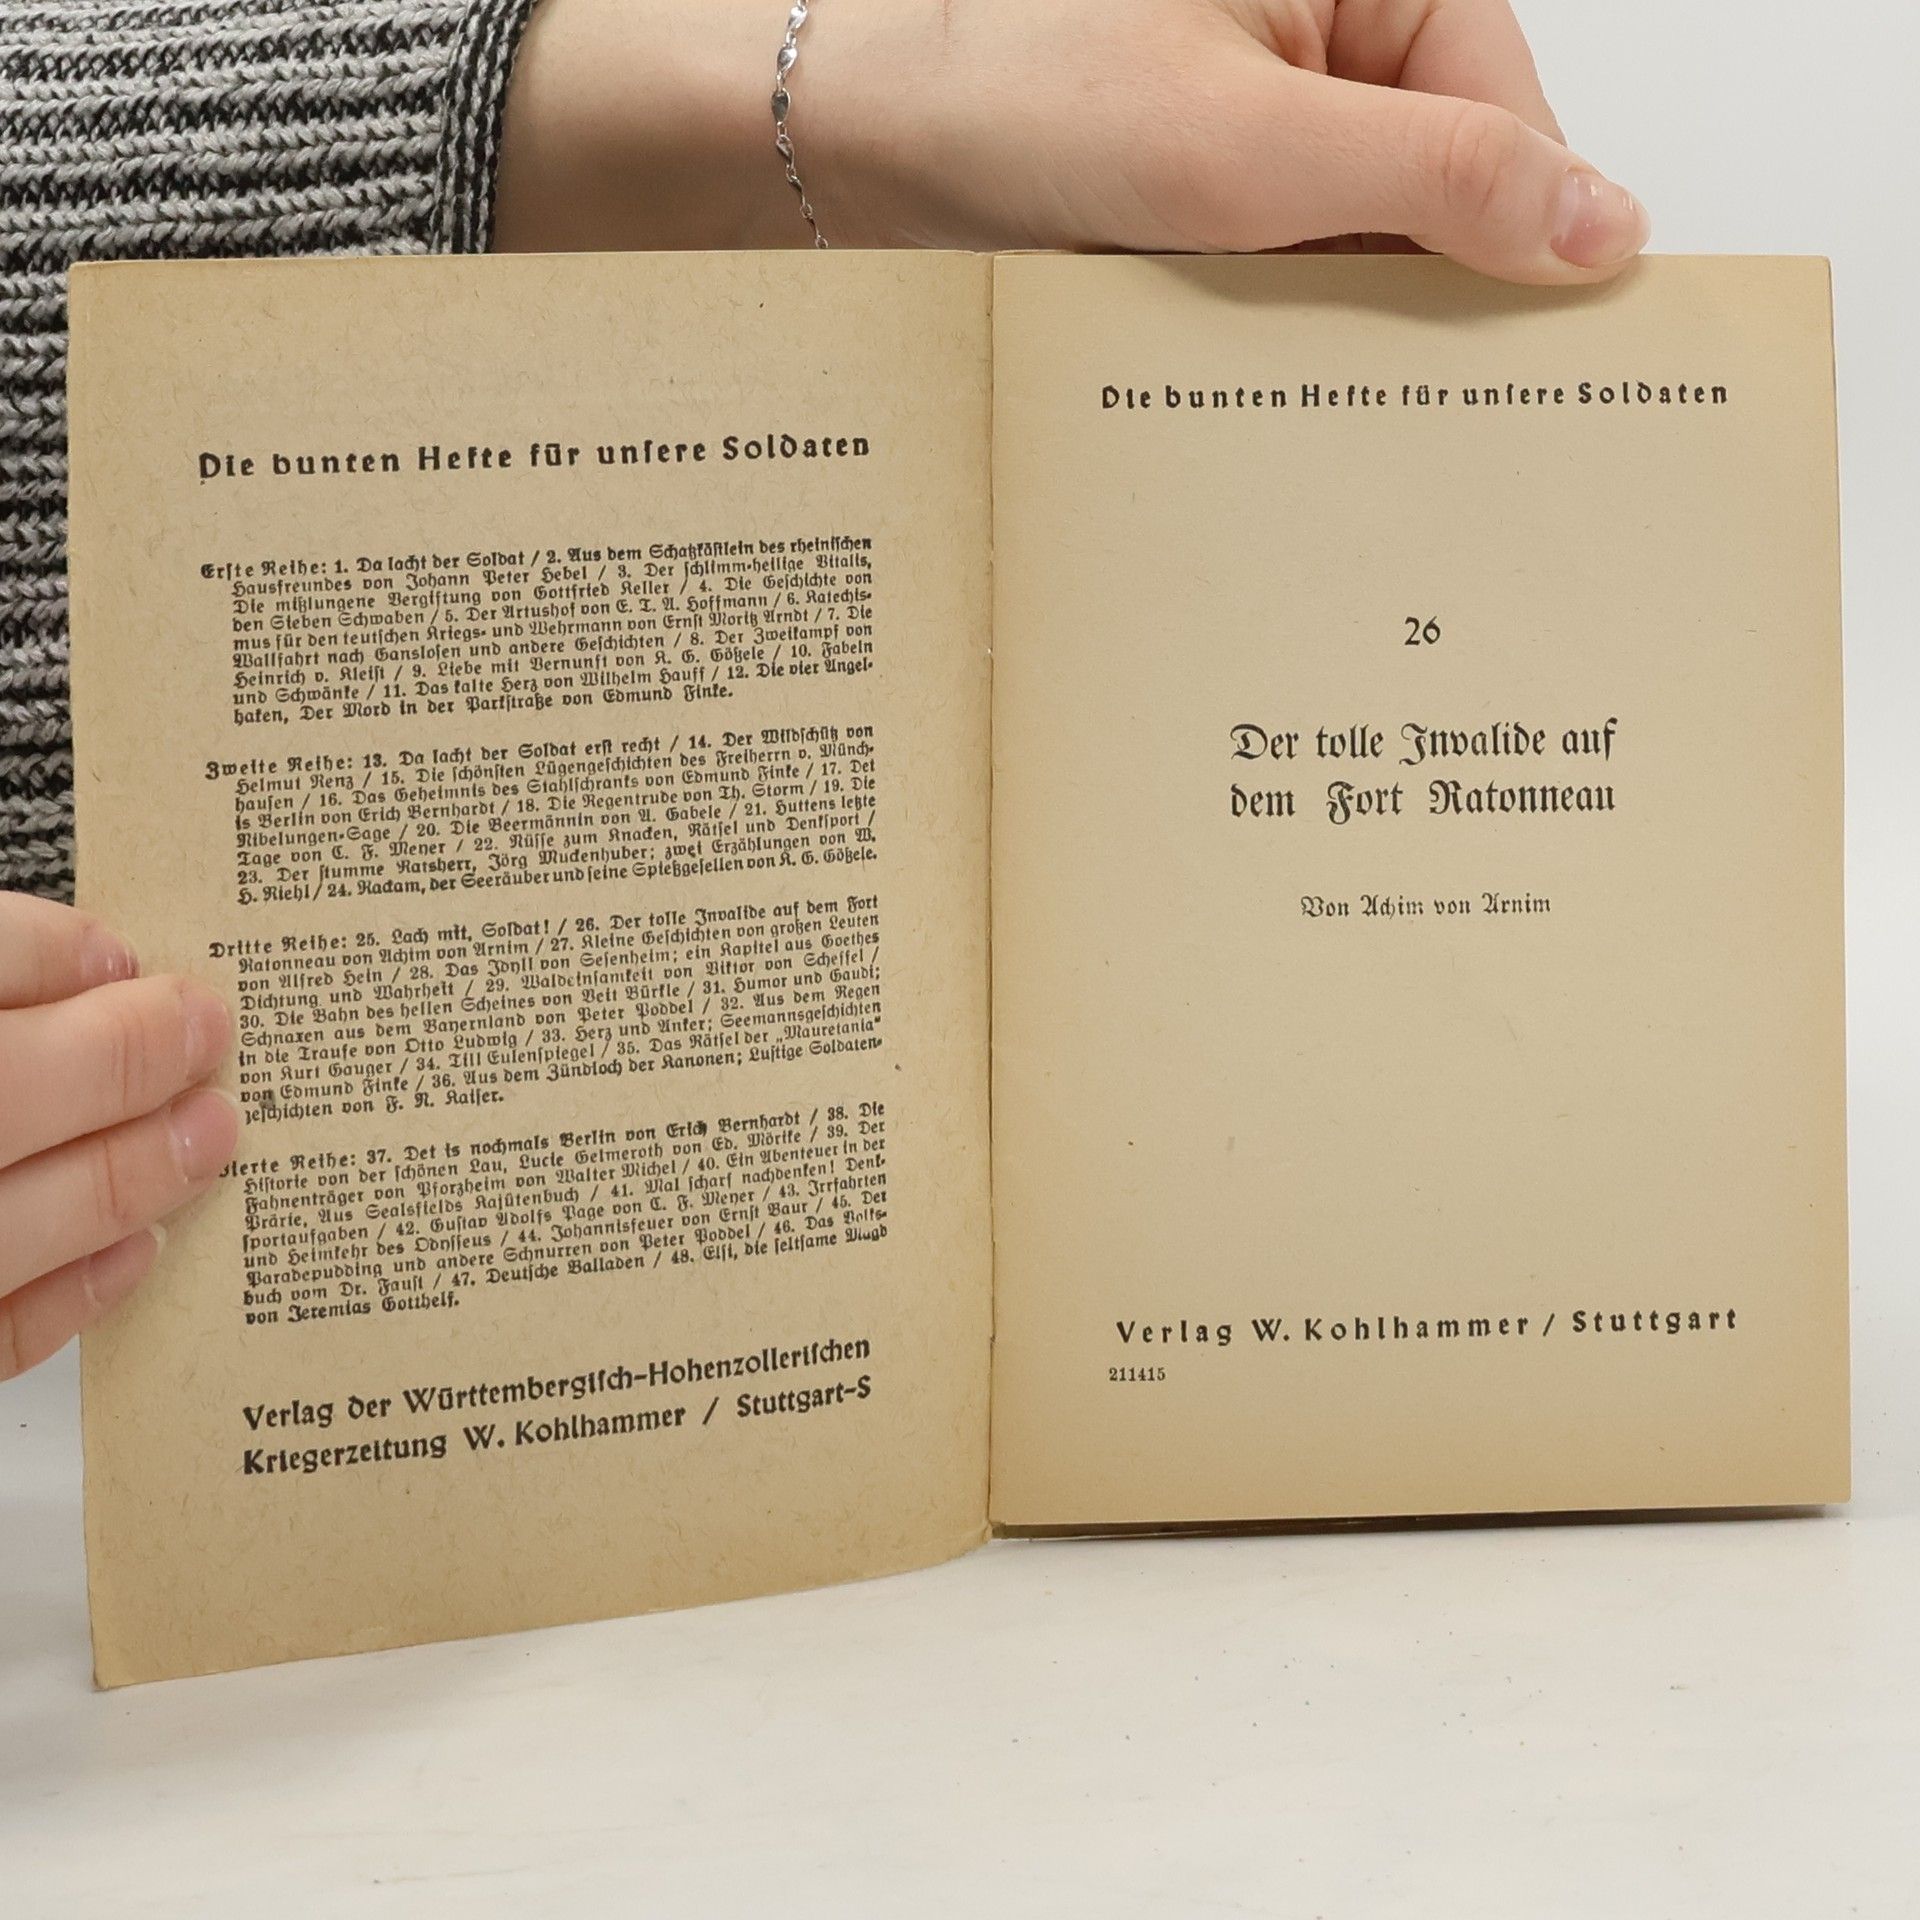 Die bunten Hefte für unſere Soldaten
Erſte Reihe: 1. Da lacht der Soldat / 2. Aus dem Schatzkäſtlein des rheiniſchen
Hausfreundes von Johann Peter Hebel / 3. Der ſchlimm-heilige Vitalis,
Die mißlungene Vergiftung von Gottfried Keller / 4. Die Geſchichte von
den Sieben Schwaben / 5. Der Artushof von E. T. A. Hoffmann / 6. Katechis-
mus für den teutſchen Kriegs- und Wehrmann von Ernſt Moritz Arndt / 7. Die
Wallfahrt nach Ganslofen und andere Geſchichten / 8. Der Zweikampf von
Heinrich v. Kleiſt / 9. Liebe mit Vernunft von K. G. Gößele / 10. Fabeln
und Schwänke / 11. Das kalte Herz von Wilhelm Hauff / 12. Die vier Angel-
haken, Der Mord in der Parkſtraße von Edmund Finke.
Zweite Reihe: 13. Da lacht der Soldat erſt recht / 14. Der Wildſchütz von
Helmut Renz / 15. Die ſchönſten Lügengeſchichten des Freiherrn v. Münch-
hauſen / 16. Das Geheimnis des Stahlſchranks von Edmund Finke / 17. Det
is Berlin von Erich Bernhardt / 18. Die Regentrude von Th. Storm / 19. Die
Nibelungen-Sage / 20. Die Beermännin von A. Gabele / 21. Huttens letzte
Tage von C. F. Meyer / 22. Nüſſe zum Knacken, Rätſel und Denkſport /
23. Der ſtumme Ratsherr, Jörg Muckenhuber; zwei Erzählungen von W.
H. Riehl / 24. Rackam, der Seeräuber und ſeine Spießgeſellen von K. G. Gößele.
Dritte Reihe: 25. Lach mit, Soldat! / 26. Der tolle Invalide auf dem Fort
Ratonneau von Achim von Arnim / 27. Kleine Geſchichten von großen Leuten
von Alfred Hein / 28. Das Idyll von Seſenheim; ein Kapitel aus Goethes
Dichtung und Wahrheit / 29. Waldeinſamkeit von Viktor von Scheffel /
30. Die Bahn des hellen Scheines von Veit Bürkle / 31. Humor und Gaudi;
Schnaxen aus dem Bayernland von Peter Poddel / 32. Aus dem Regen
in die Traufe von Otto Ludwig / 33. Herz und Anker; Seemannsgeſchichten
von Kurt Gauger / 34. Till Eulenſpiegel / 35. Das Rätſel der „Mauretania“
von Edmund Finke / 36. Aus dem Zündloch der Kanonen; Luſtige Soldaten-
geſchichten von F. R. Kaiſer.
Vierte Reihe: 37. Det is nochmals Berlin von Erich Bernhardt / 38. Die
Hiſtorie von der ſchönen Lau, Lucie Gelmeroth von Ed. Mörike / 39. Der
Fahnenträger von Pforzheim von Walter Michel / 40. Ein Abenteuer in der
Prärie, Aus Sealsfields Kajütenbuch / 41. Mal ſcharf nachdenken! Denk-
ſportaufgaben / 42. Guſtav Adolfs Page von C. F. Meyer / 43. Irrfahrten
und Heimkehr des Odyſſeus / 44. Johannisfeuer von Ernſt Baur / 45. Der
Paradepudding und andere Schnurren von Peter Poddel / 46. Das Volks-
buch vom Dr. Fauſt / 47. Deutſche Balladen / 48. Elſi, die ſeltſame Magd
von Jeremias Gotthelf.
Verlag der Württembergiſch-Hohenzolleriſchen
Kriegerzeitung W. Kohlhammer / Stuttgart-S
Die bunten Hefte für unſere Soldaten
26
Der tolle Invalide auf
dem Fort Ratonneau
Von Achim von Arnim
Verlag W. Kohlhammer / Stuttgart
211415